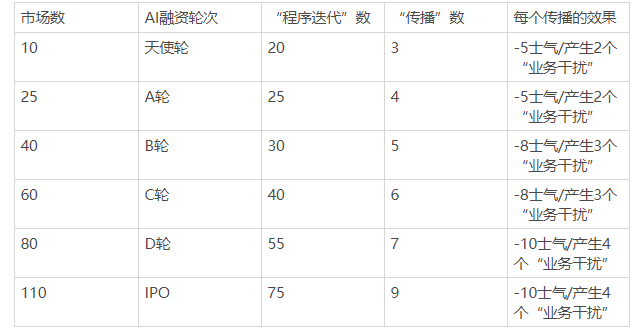 市场数 AI融资轮次 “程序迭代”数 “传播”数 每个传播的效果
10 天使轮 20 3 -5士气/产生2个
“业务干扰”
25 A轮 25 4 -5士气/产生2个
“业务干扰”
40 B轮 30 5 -8士气/产生3个
“业务干扰”
60 C轮 40 6 -8士气/产生3个
“业务干扰”
80 D轮 55 7 -10士气/产生4
个“业务干扰”
110 IPO 75 9 -10士气/产生4
个“业务干扰”